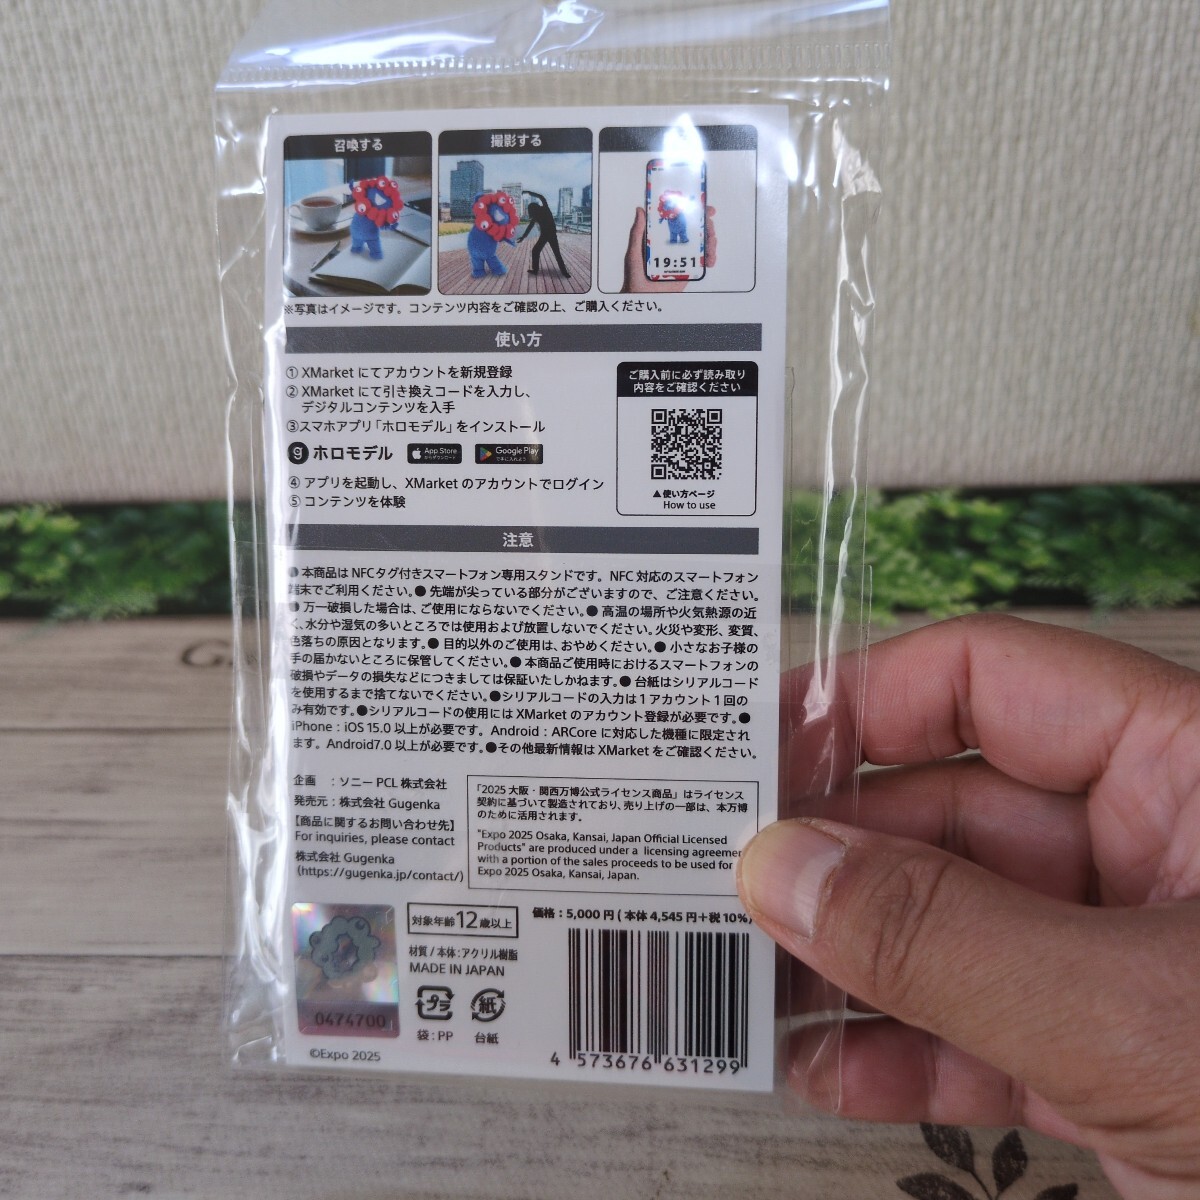 召喚する
撮影する
19:51
※写真はイメージです。コンテンツ内容をご確認の上、ご購入ください。
使い方
① XMarket にてアカウントを新規登録
② XMarket にて引き換えコードを入力し、
デジタルコンテンツを入手
③スマホアプリ「ホロモデル」をインストール
ホロモデル
App Store
からダウンロード
Google Play
で手に入れよう
④ アプリを起動し、XMarket のアカウントでログイン
⑤ コンテンツを体験
ご購入前に必ず読み取り
内容をご確認ください
▲使い方ページ
How to use
注意
● 本商品は NFCタグ付きスマートフォン専用スタンドです。NFC 対応のスマートフォン
端末でご利用ください。● 先端が尖っている部分がございますので、ご注意ください。
● 万一破損した場合は、ご使用にならないでください。● 高温の場所や火気熱源の近
く、水分や湿気の多いところでは使用および放置しないでください。火災や変形、変質、
色落ちの原因となります。● 目的以外のご使用は、おやめください。● 小さなお子様の
手の届かないところに保管してください。● 本商品ご使用時におけるスマートフォンの
破損やデータの損失などにつきましては保証いたしかねます。● 台紙はシリアルコード
を使用するまで捨てないでください。●シリアルコードの入力は 1 アカウント 1 回の
み有効です。●シリアルコードの使用には XMarket のアカウント登録が必要です。●
iPhone：iOS 15.0 以上が必要です。Android：ARCore に対応した機種に限定され
ます。Android7.0 以上が必要です。●その他最新情報は XMarket をご確認ください。
企画 ：ソニー PCL 株式会社
発売元：株式会社 Gugenka
【商品に関するお問い合わせ先】
For inquiries, please contact
株式会社 Gugenka
(https://gugenka.jp/contact/)
「2025 大阪・関西万博公式ライセンス商品」はライセンス
契約に基づいて製造されており、売り上げの一部は、本万博
のために活用されます。
"Expo 2025 Osaka, Kansai, Japan Official Licensed
Products" are produced under a licensing agreemen
with a portion of the sales proceeds to be used for
Expo 2025 Osaka, Kansai, Japan.
0474700
©Expo 2025
対象年齢12歳以上
材質 / 本体：アクリル樹脂
MADE IN JAPAN
プラ
袋：PP
紙
台紙
価格：5,000 円 ( 本体 4,545 円＋税 10%)
4 573676 631299